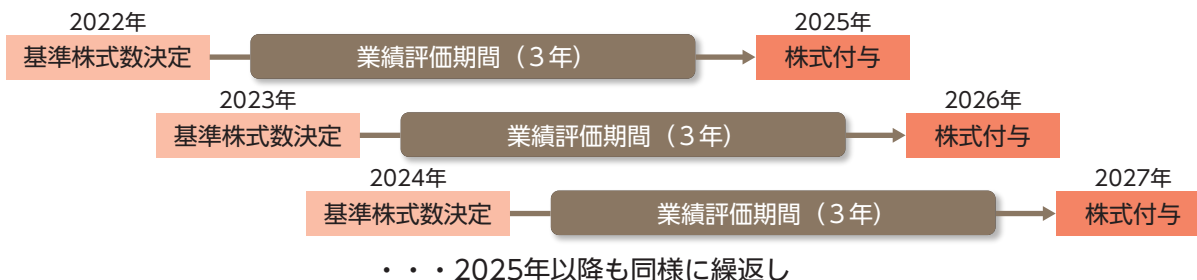 2022年
2025年
基準株式数決定 業績評価期間（３年） 株式付与
2023年
2026年
基準株式数決定 業績評価期間（３年） 株式付与
2024年
2027年
基準株式数決定 業績評価期間（３年） 株式付与
・・・2025年以降も同様に繰返し